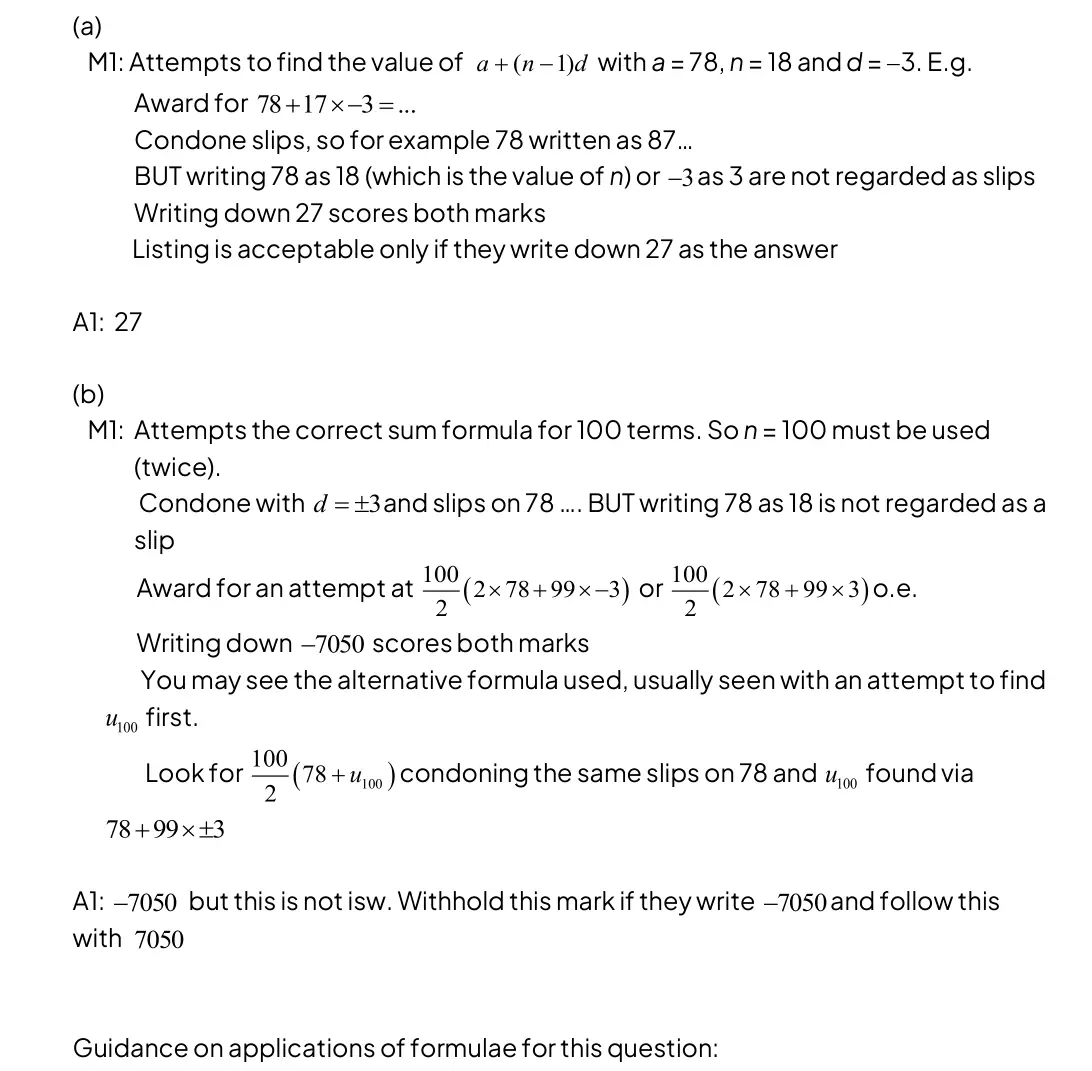 (a)
M1: Attempts to find the value of a + (n − 1)d with a = 78, n = 18 and d = −3. E.g.
Award for 78 + 17 × −3 = ...
Condone slips, so for example 78 written as 87...
BUT writing 78 as 18 (which is the value of n) or −3 as 3 are not regarded as slips
Writing down 27 scores both marks
Listing is acceptable only if they write down 27 as the answer
A1: 27
(b)
M1: Attempts the correct sum formula for 100 terms. So n = 100 must be used
(twice).
Condone with d = ±3 and slips on 78 .... BUT writing 78 as 18 is not regarded as a
slip
Award for an attempt at 100/2 (2 × 78 + 99 × −3) or 100/2 (2 × 78 + 99 × 3) o.e.
Writing down −7050 scores both marks
You may see the alternative formula used, usually seen with an attempt to find
u₁₀₀ first.
Look for 100/2 (78 + u₁₀₀) condoning the same slips on 78 and u₁₀₀ found via
78 + 99 × ±3
A1: −7050 but this is not isw. Withhold this mark if they write −7050 and follow this
with 7050
Guidance on applications of formulae for this question: